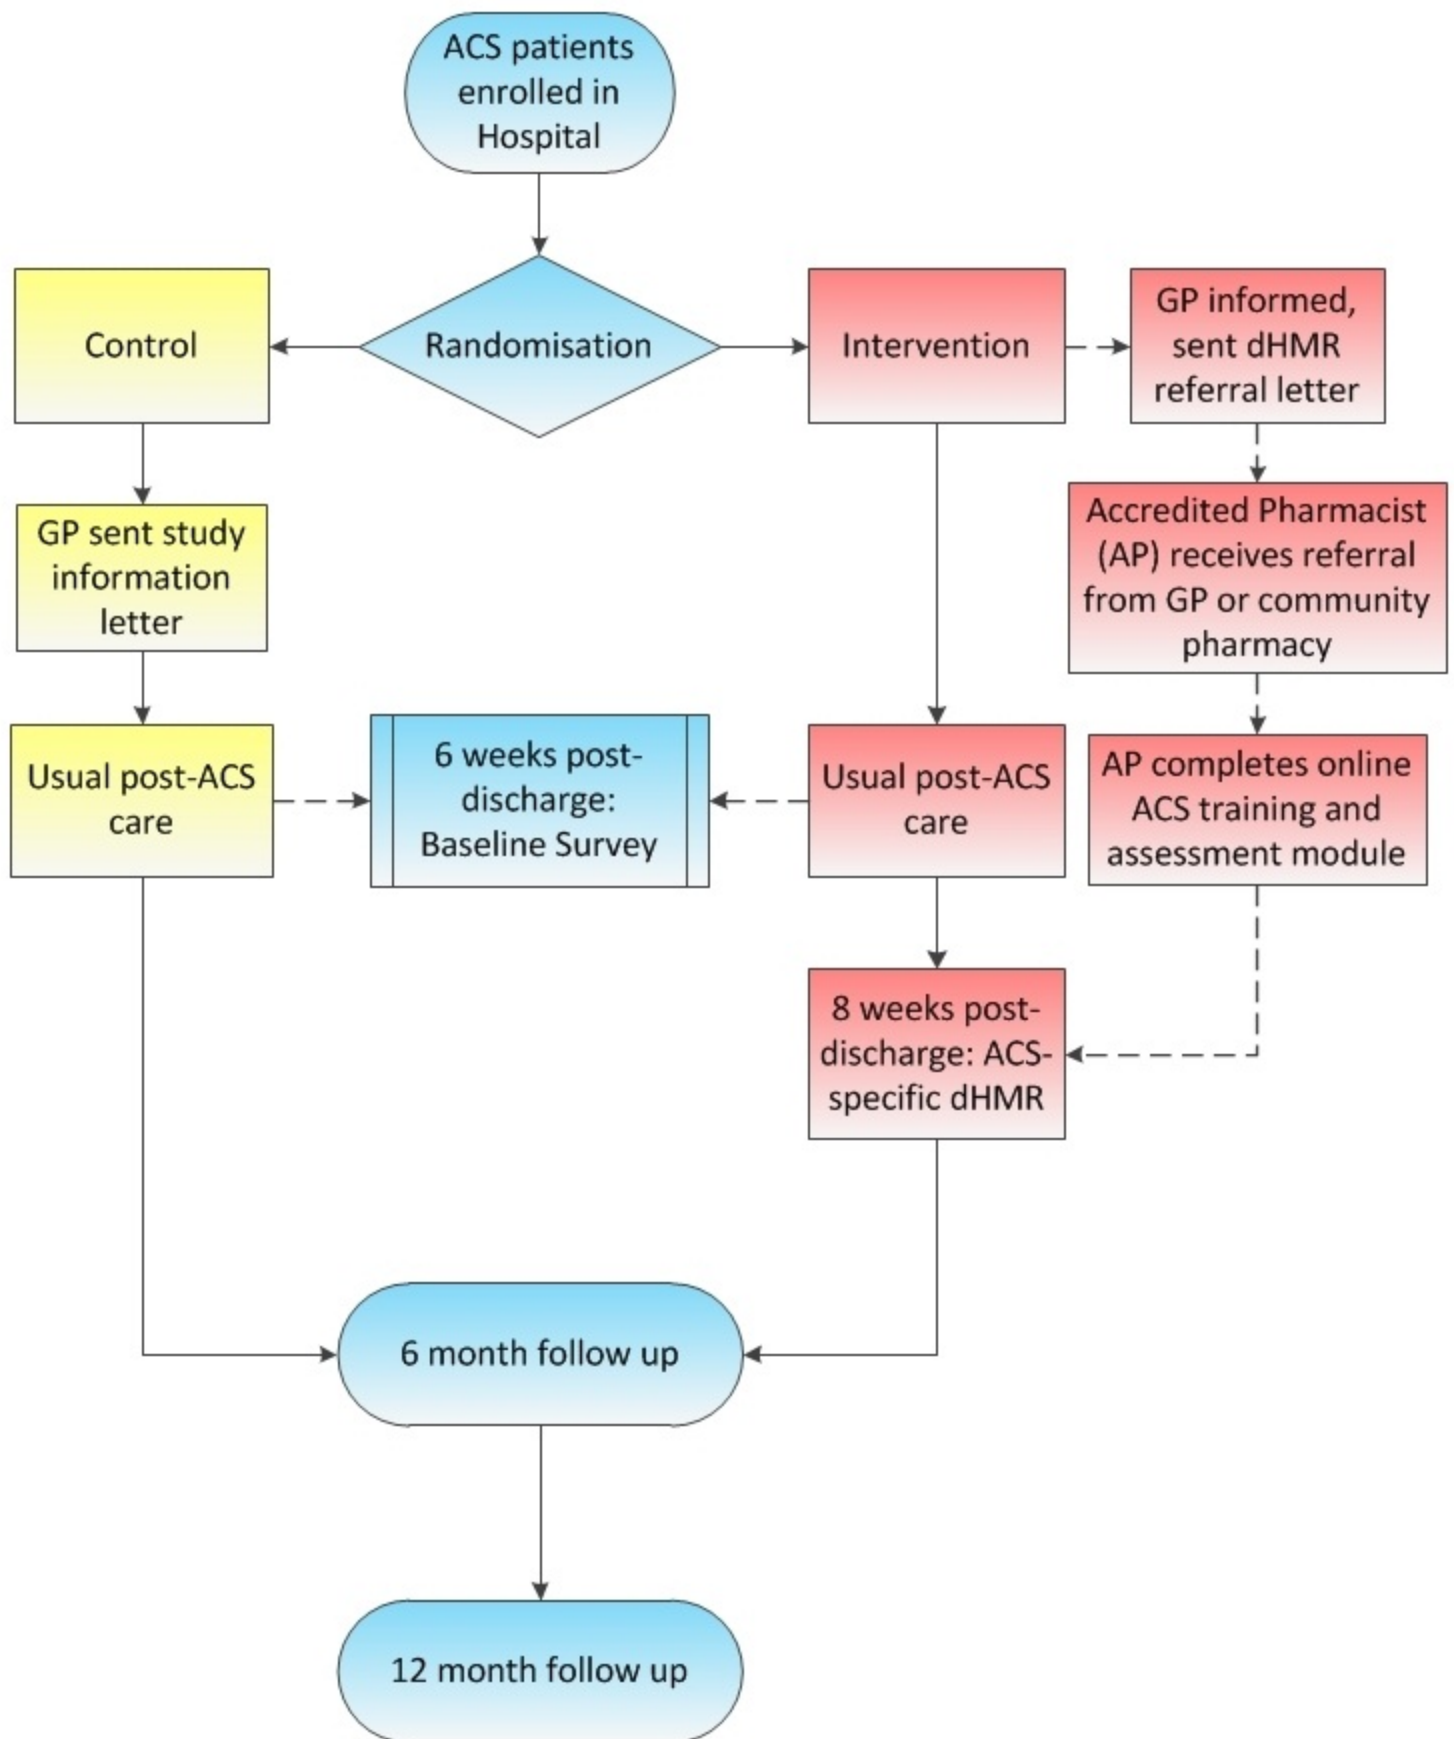 ACS patients
enrolled in
Hospital
Control
Randomisation
Intervention
GP informed,
sent dHMR
referral letter
GP sent study
information
letter
Accredited Pharmacist
(AP) receives referral
from GP or community
pharmacy
Usual post-ACS
care
6 weeks post-
discharge:
Baseline Survey
Usual post-ACS
care
AP completes online
ACS training and
assessment module
8 weeks post-
discharge: ACS-
specific dHMR
6 month follow up
12 month follow up